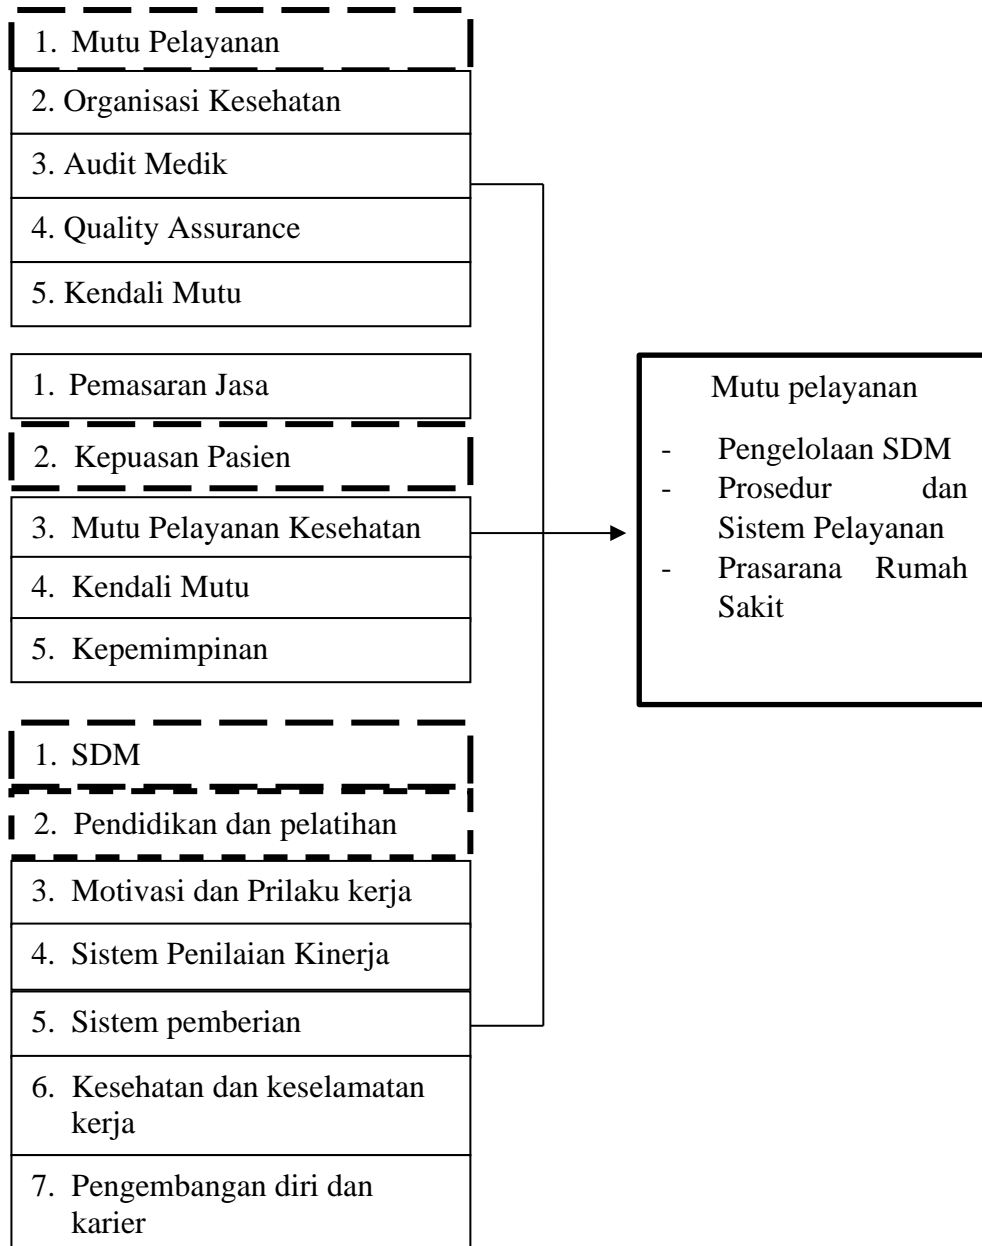 1. Mutu Pelayanan
2. Organisasi Kesehatan
3. Audit Medik
4. Quality Assurance
5. Kendali Mutu
1. Pemasaran Jasa
2. Kepuasan Pasien
3. Mutu Pelayanan Kesehatan
4. Kendali Mutu
5. Kepemimpinan
1. SDM
2. Pendidikan dan pelatihan
3. Motivasi dan Prilaku kerja
4. Sistem Penilaian Kinerja
5. Sistem pemberian
6. Kesehatan dan keselamatan
kerja
7. Pengembangan diri dan
karier
Mutu pelayanan
- Pengelolaan SDM
- Prosedur dan
Sistem Pelayanan
- Prasarana Rumah
Sakit